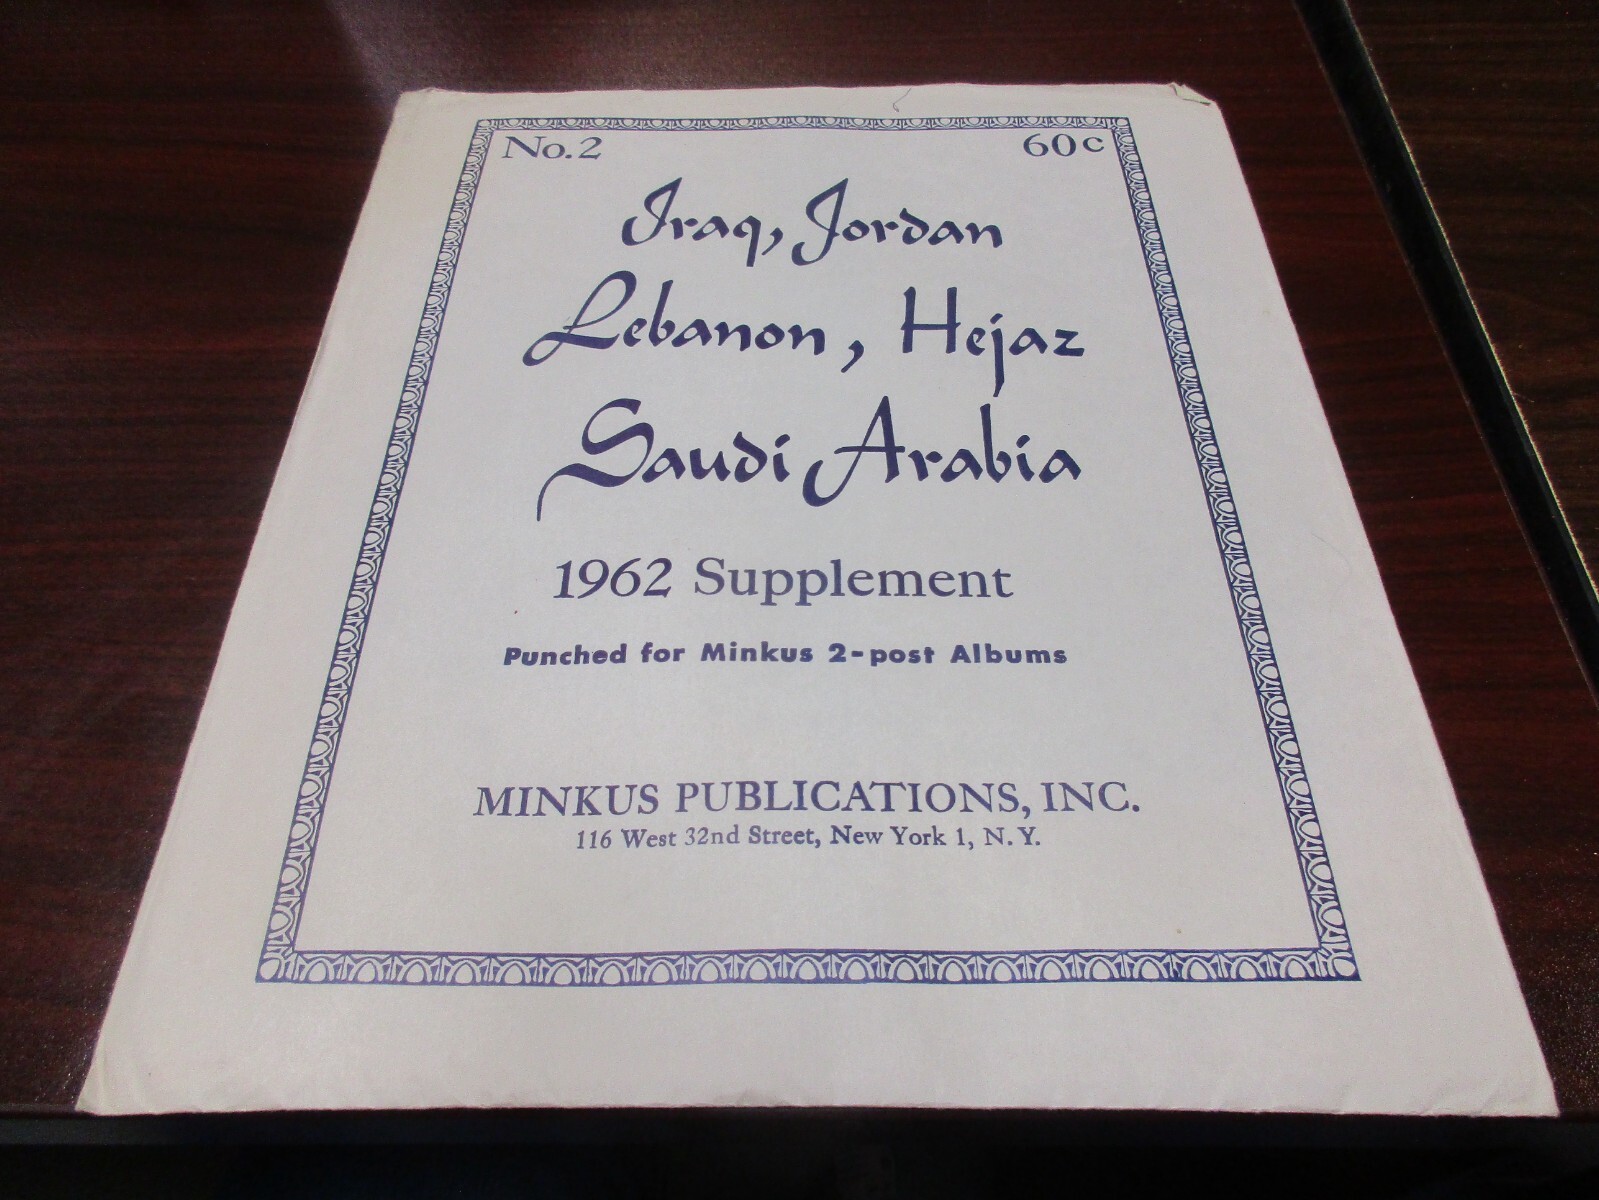 No. 2
60c
Iraq, Jordan
Lebanon, Hejaz
Saudi Arabia
1962 Supplement
Punched for Minkus 2-post Albums
MINKUS PUBLICATIONS, INC.
116 West 32nd Street, New York 1, N. Y.